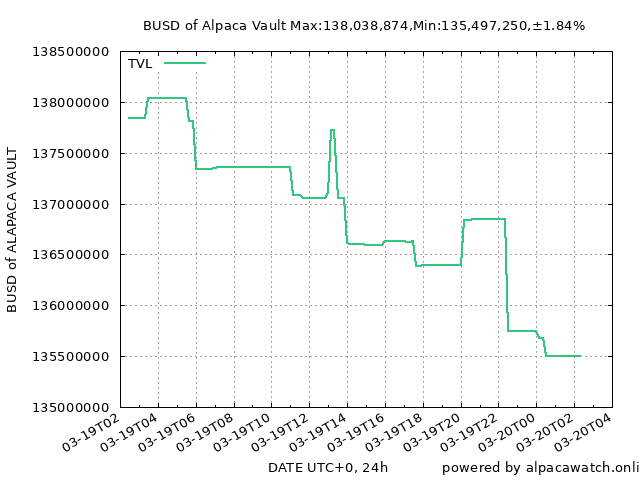 BUSD of Alpaca Vault Max:138,038,874,Min:135,497,250,±1.84%
138500000
TVL
138000000
137500000
137000000
136500000
136000000
135500000
135000000
BUSD of ALAPACA VAULT
03-19T02
03-19T04
03-19T06
03-19T08
03-19T10
03-19T12
03-19T14
03-19T16
03-19T18
03-19T20
03-19T22
03-20T00
03-20T02
03-20T04
DATE UTC+0, 24h
powered by alpacawatch.onli